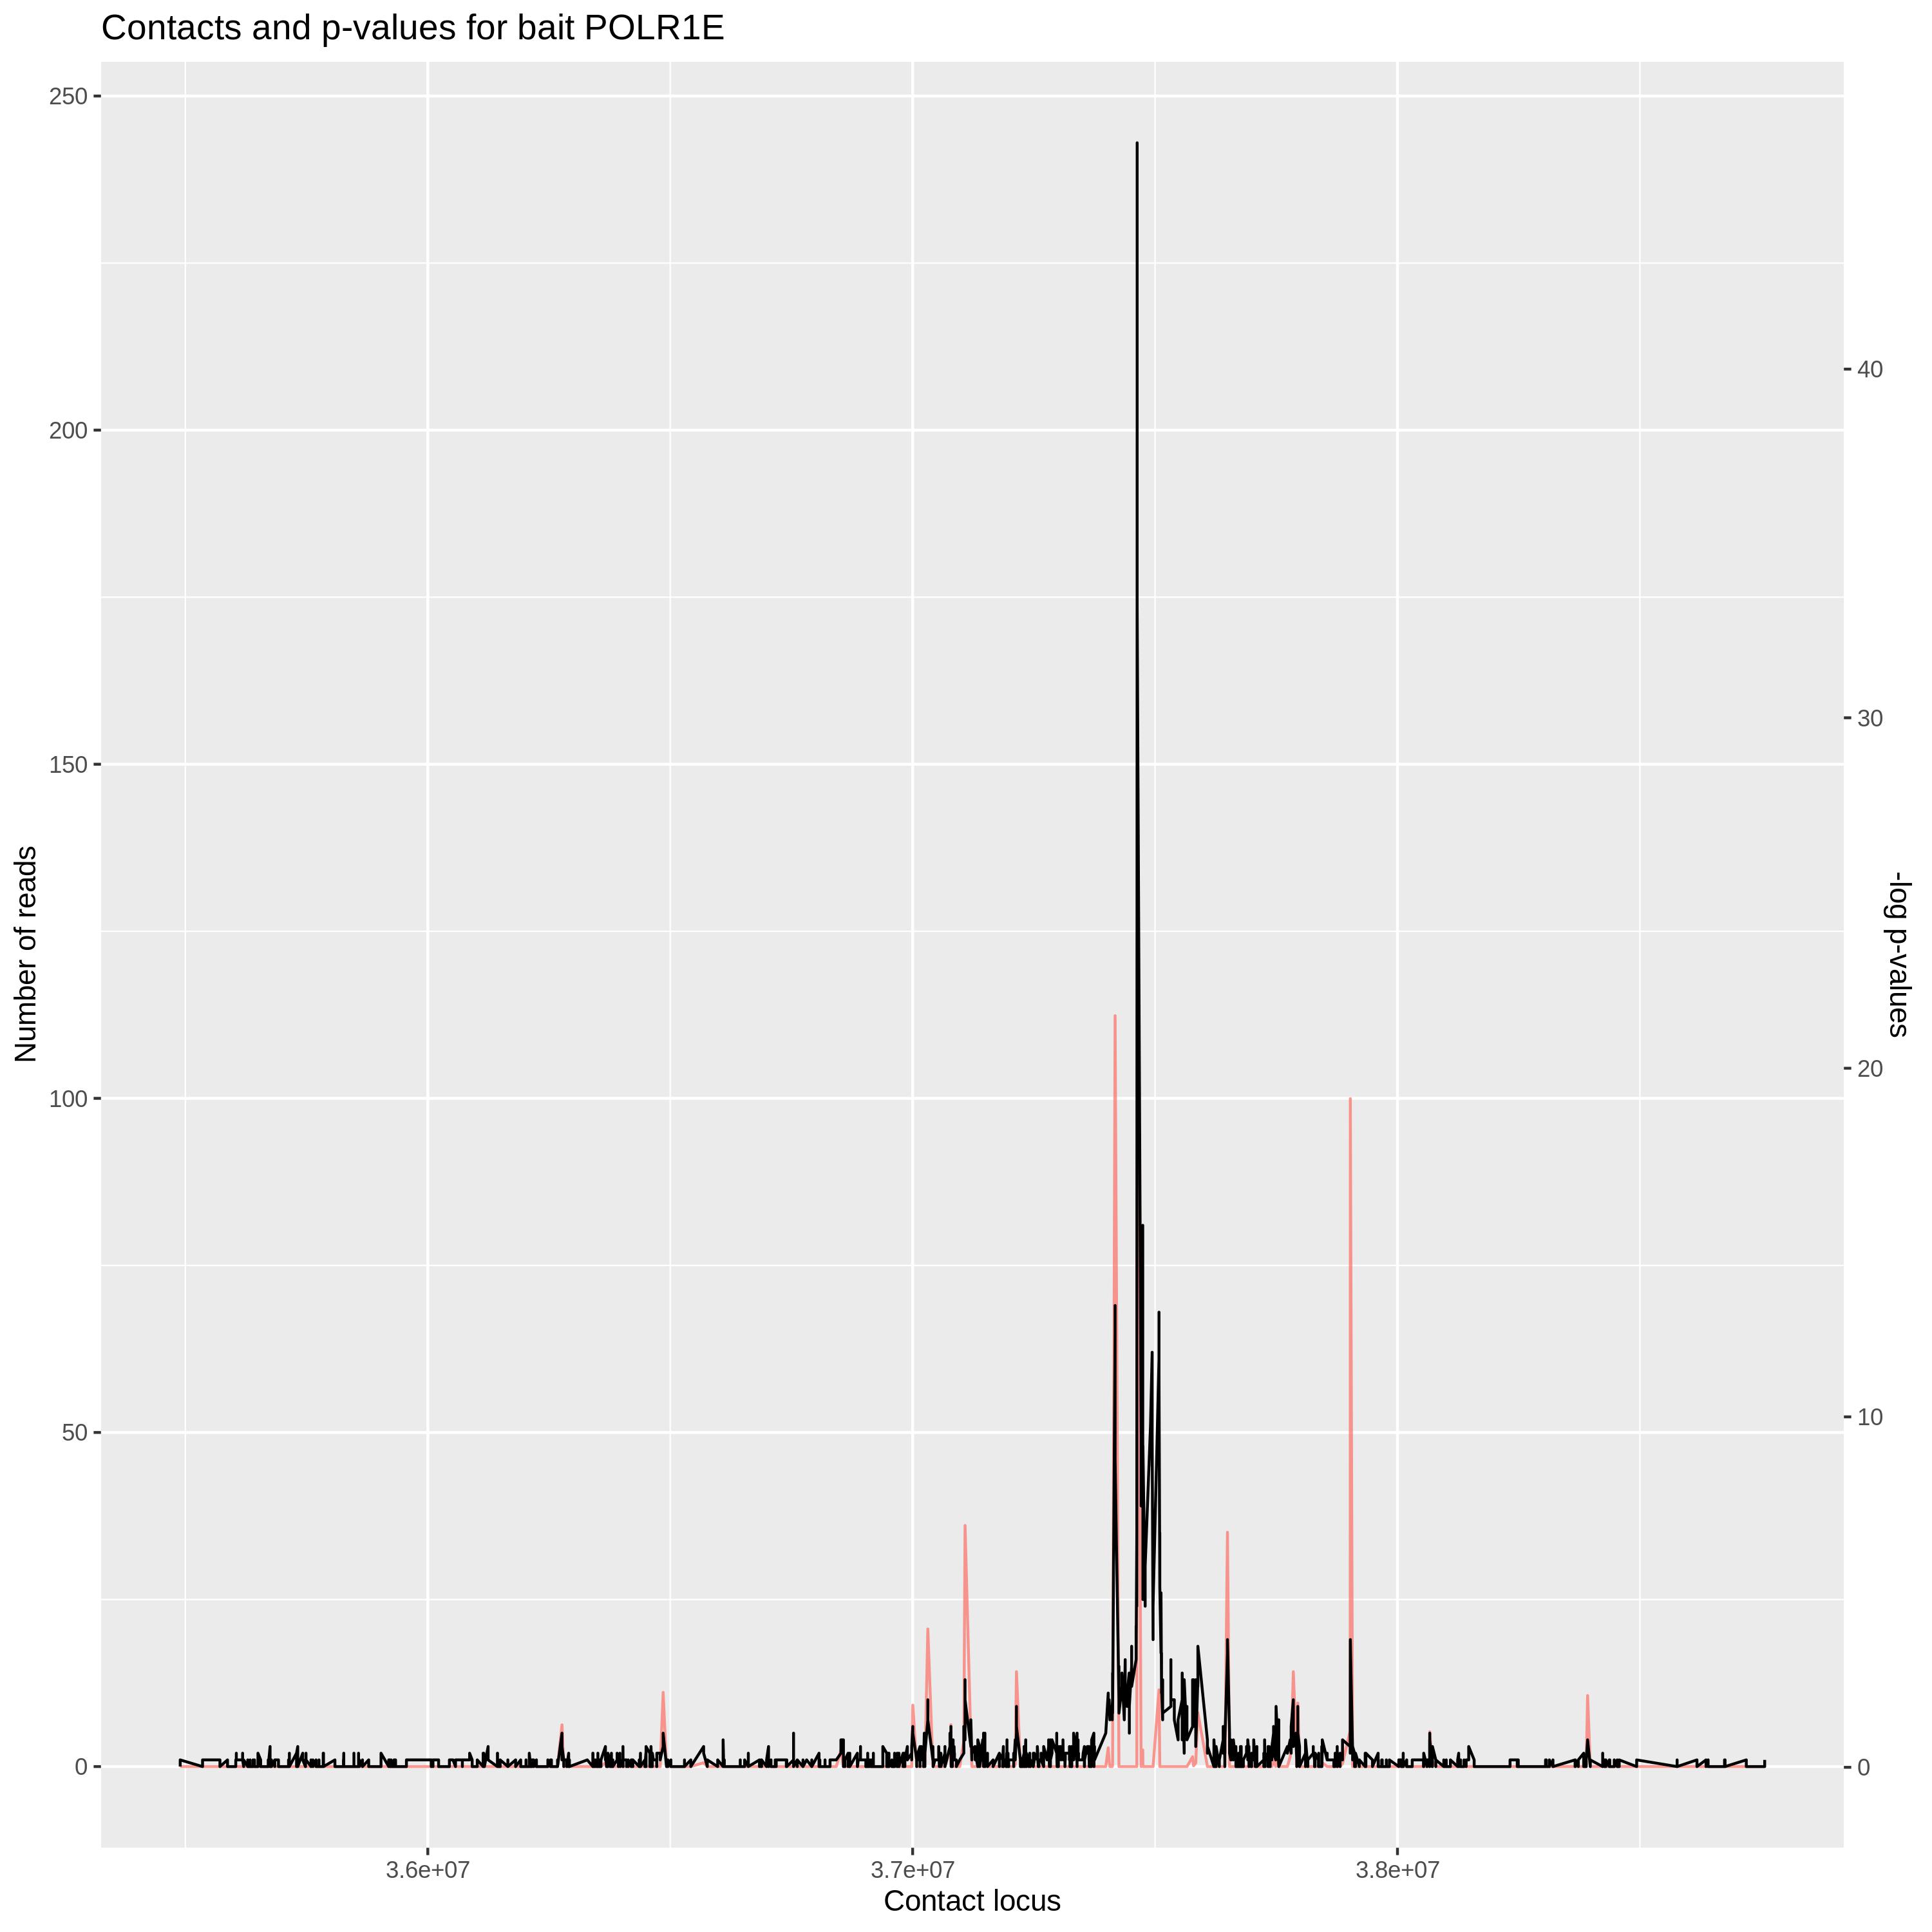 Contacts and p-values for bait POLR1E
250
200
150
100
50
0
Number of reads
40
30
20
10
0
-log p-values
3.6e+07 3.7e+07 3.8e+07
Contact locus